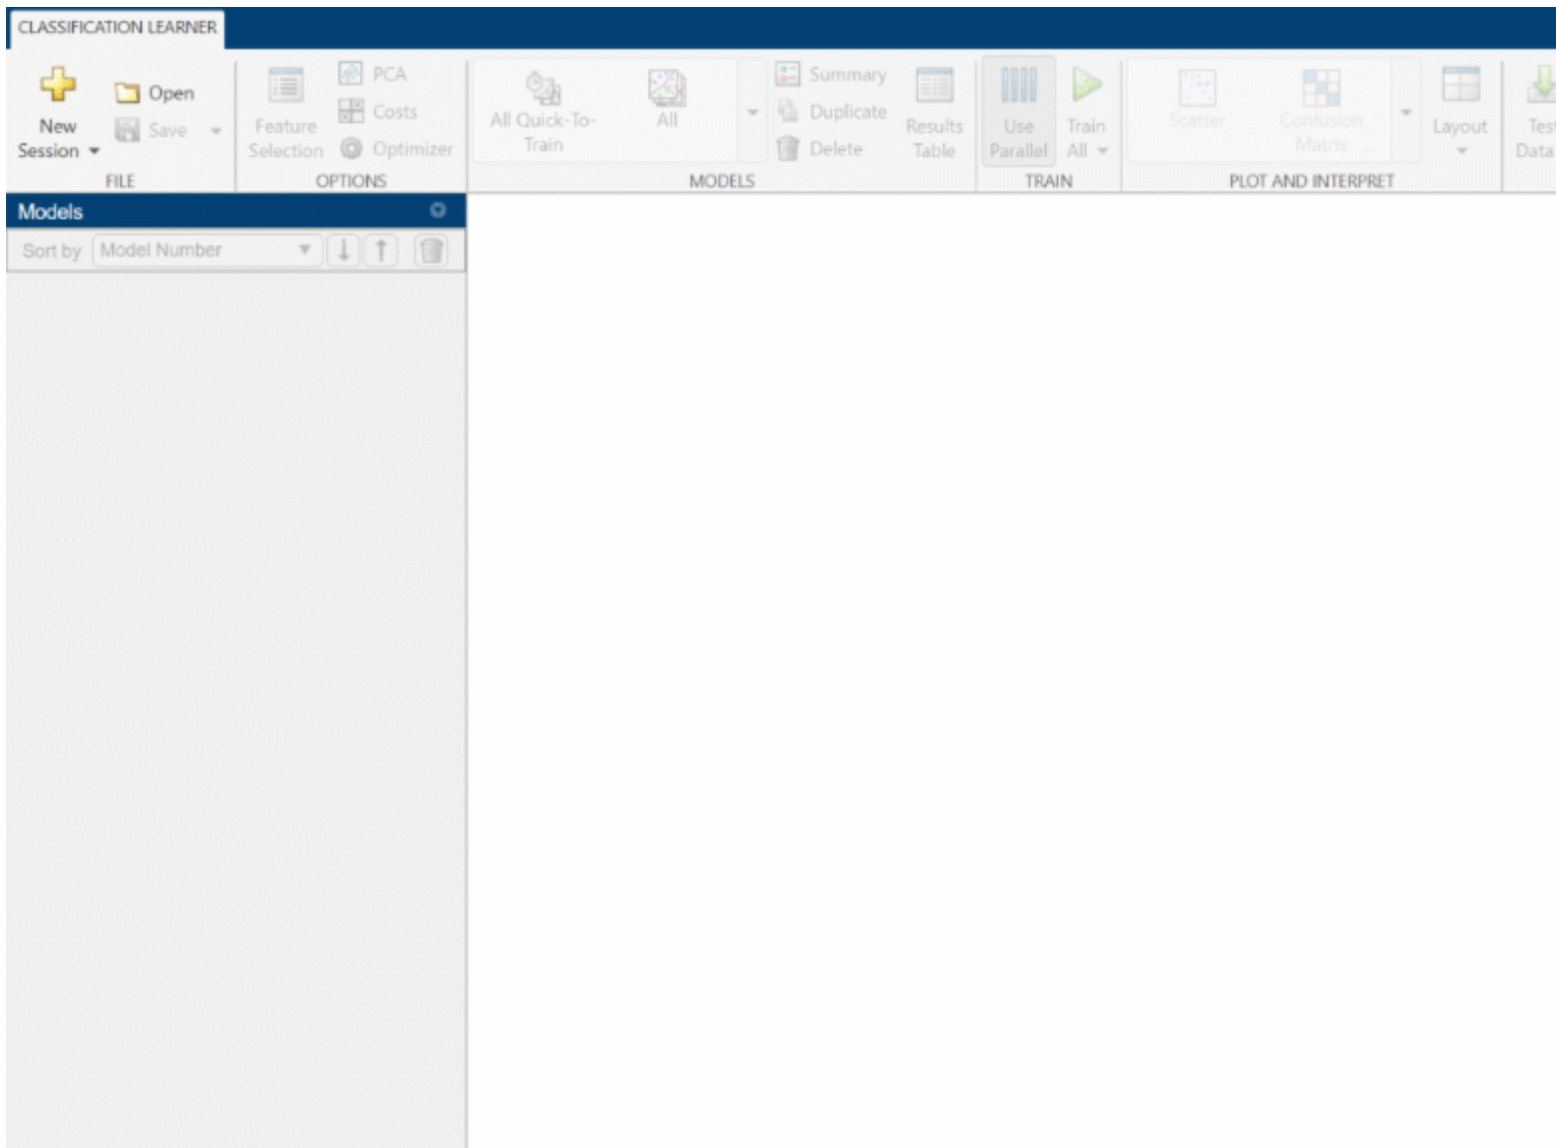 CLASSIFICATION LEARNER
New
Session
Open
Save
FILE
Feature
Selection
PCA
Costs
Optimizer
OPTIONS
All Quick-To-
Train
All
Summary
Duplicate
Delete
Results
Table
MODELS
Use
Parallel
Train
All
TRAIN
Scatter
Confusion
Matrix ...
Layout
PLOT AND INTERPRET
Test
Data
Models
Sort by Model Number